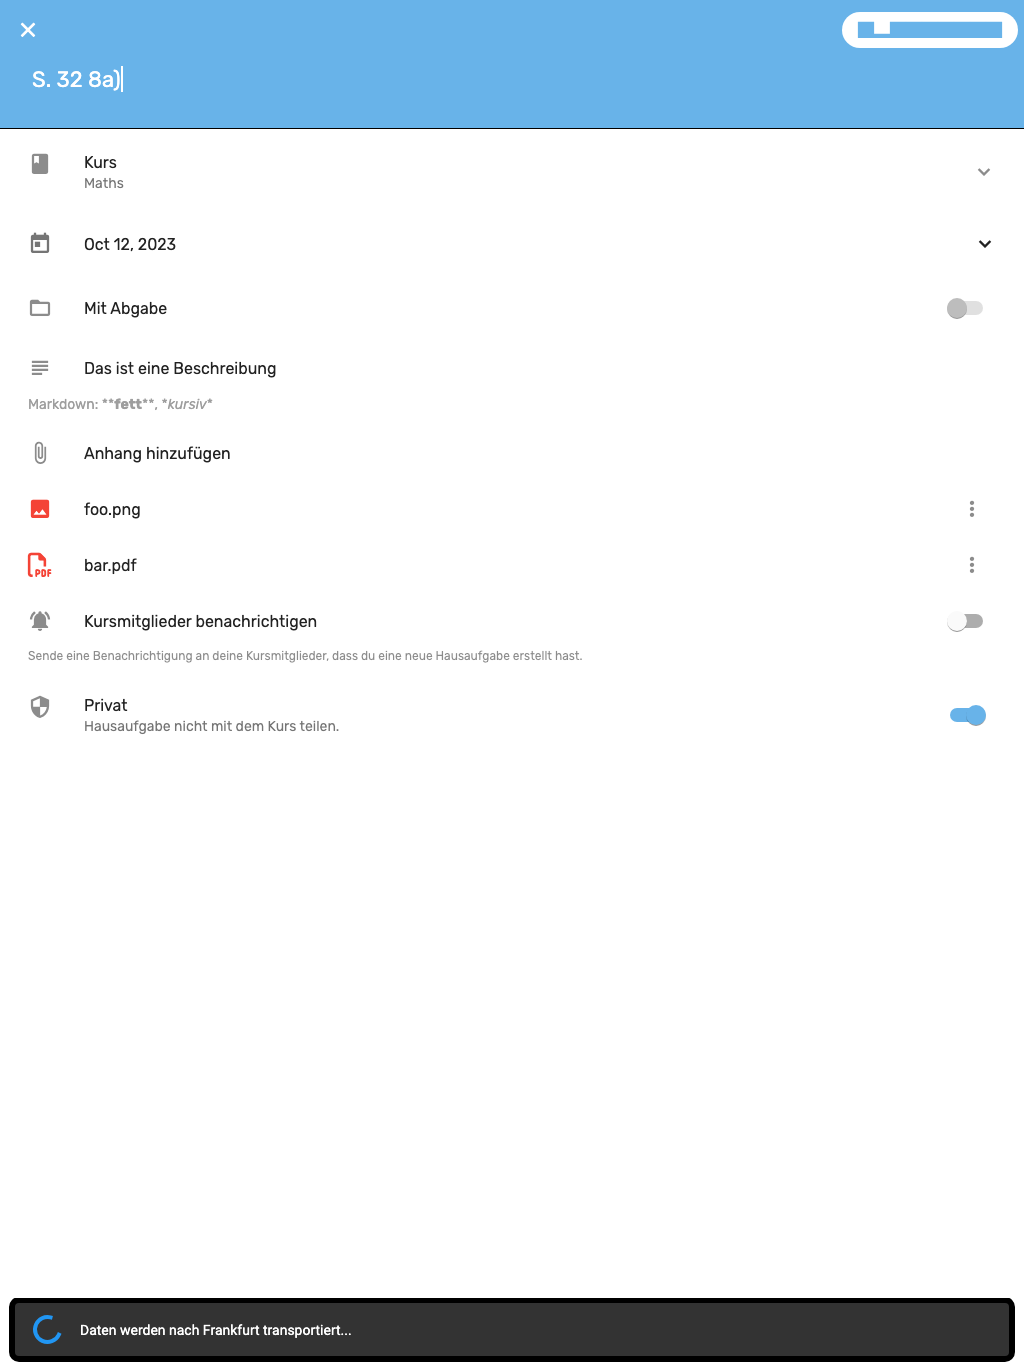 S. 32 8a)
Kurs
Maths
Oct 12, 2023
Mit Abgabe
Das ist eine Beschreibung
Markdown: **fett**, *kursiv*
Anhang hinzufügen
foo.png
PDF
bar.pdf
Kursmitglieder benachrichtigen
Sende eine Benachrichtigung an deine Kursmitglieder, dass du eine neue Hausaufgabe erstellt hast.
Privat
Hausaufgabe nicht mit dem Kurs teilen.
Daten werden nach Frankfurt transportiert...